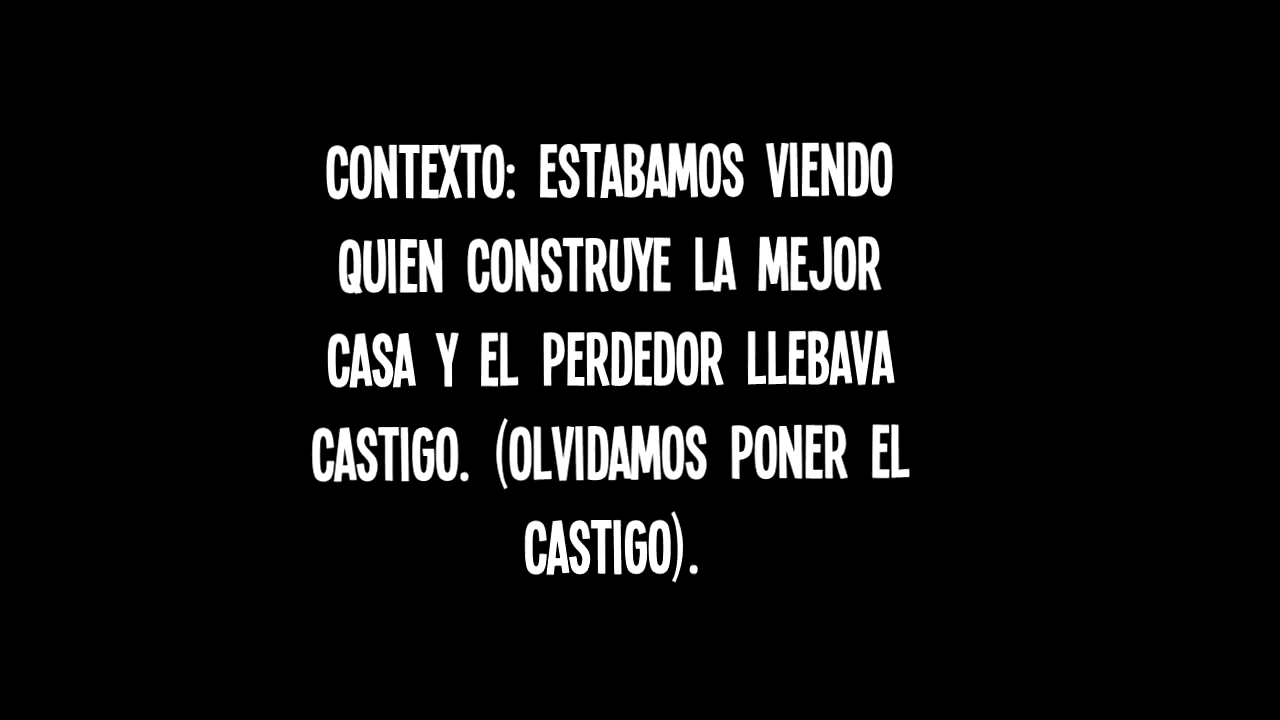 CONTEXTO: ESTABAMOS VIENDO
QUIEN CONSTRUYE LA MEJOR
CASA Y EL PERDEDOR LLEBAVA
CASTIGO. (OLVIDAMOS PONER EL
CASTIGO).